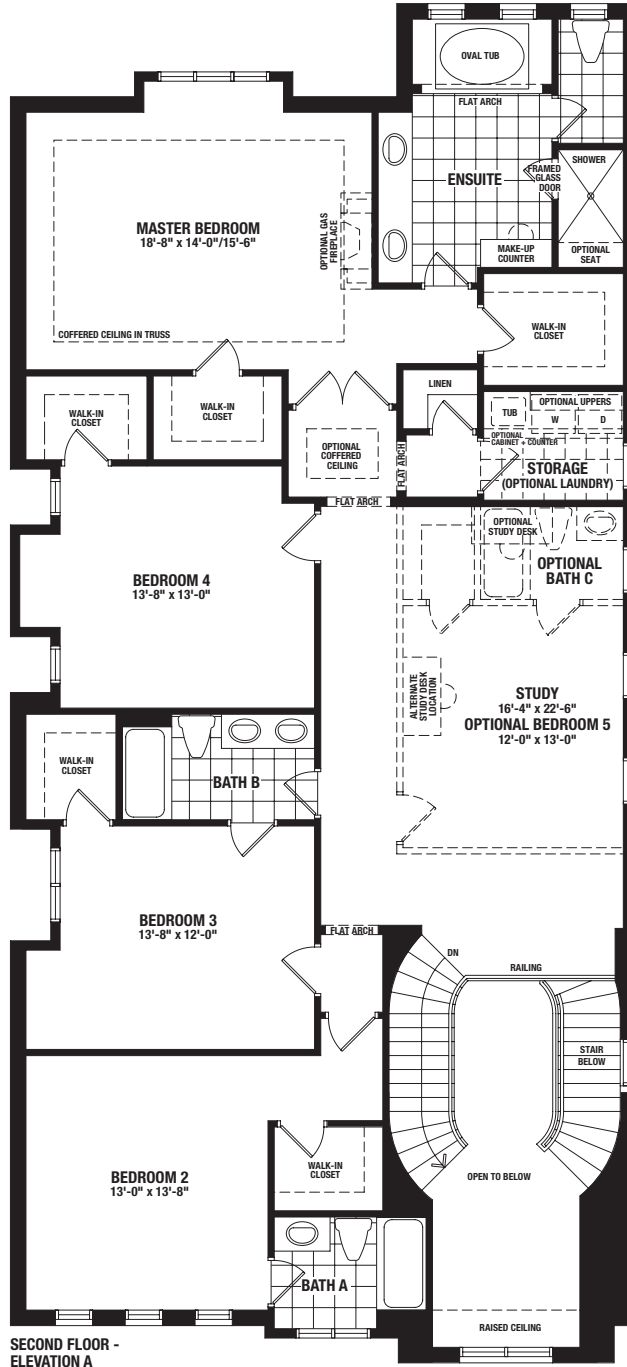 OVAL TUB
FLAT ARCH
ENSUITE
FRAMED
GLASS
DOOR
SHOWER
OPTIONAL
SEAT
MAKE-UP
COUNTER
MASTER BEDROOM
18'-8" x 14'-0"/15'-6"
OPTIONAL GAS
FIREPLACE
COFFERED CEILING IN TRUSS
WALK-IN
CLOSET
WALK-IN
CLOSET
WALK-IN
CLOSET
LINEN
OPTIONAL
COFFERED
CEILING
FLAT ARCH
FLAT ARCH
TUB
OPTIONAL UPPERS
W
D
OPTIONAL
CABINET + COUNTER
STORAGE
(OPTIONAL LAUNDRY)
BEDROOM 4
13'-8" x 13'-0"
OPTIONAL
STUDY DESK
OPTIONAL
BATH C
ALTERNATE
STUDY DESK
LOCATION
STUDY
16'-4" x 22'-6"
OPTIONAL BEDROOM 5
12'-0" x 13'-0"
WALK-IN
CLOSET
BATH B
BEDROOM 3
13'-8" x 12'-0"
FLAT ARCH
DN
RAILING
STAIR
BELOW
OPEN TO BELOW
BEDROOM 2
13'-0" x 13'-8"
WALK-IN
CLOSET
BATH A
RAISED CEILING
SECOND FLOOR -
ELEVATION A